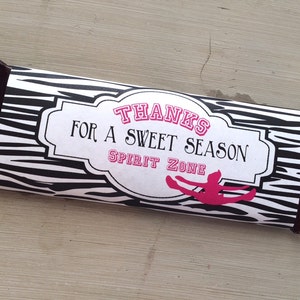 THANKS
FOR A SWEET SEASON
SPIRIT ZONE